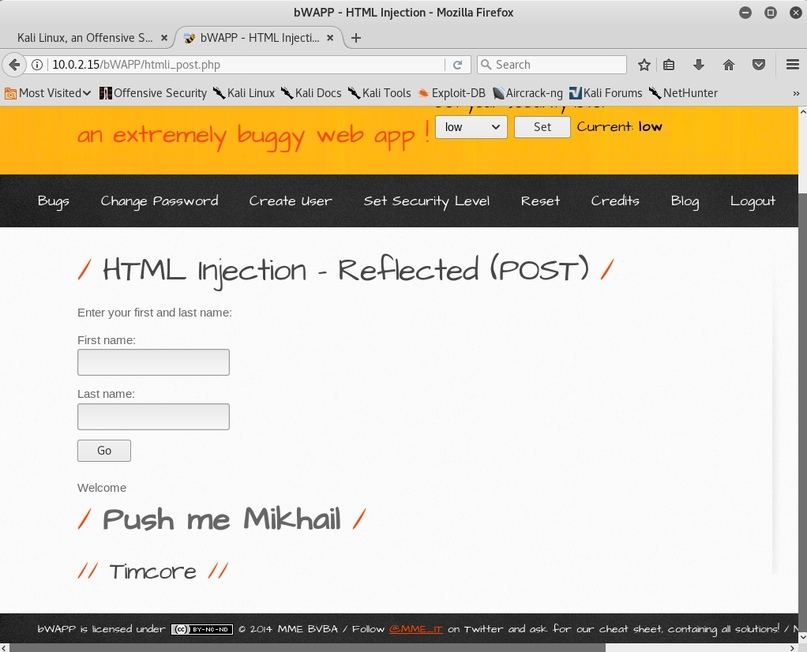 bWAPP - HTML Injection - Mozilla Firefox
Kali Linux, an Offensive S... × bWAPP - HTML Injecti... × +
10.0.2.15/bWAPP/htmli_post.php Search
Most Visited Offensive Security Kali Linux Kali Docs Kali Tools Exploit-DB Aircrack-ng Kali Forums NetHunter »
an extremely buggy web app ! low Set Current: low
Bugs Change Password Create User Set Security Level Reset Credits Blog Logout
/ HTML Injection - Reflected (POST) /
Enter your first and last name:
First name:
Last name:
Go
Welcome
/ Push me Mikhail /
// Timcore //
bWAPP is licensed under (cc) BY-NC-ND © 2014 MME BVBA / Follow @MME_IT on Twitter and ask for our cheat sheet, containing all solutions! / N